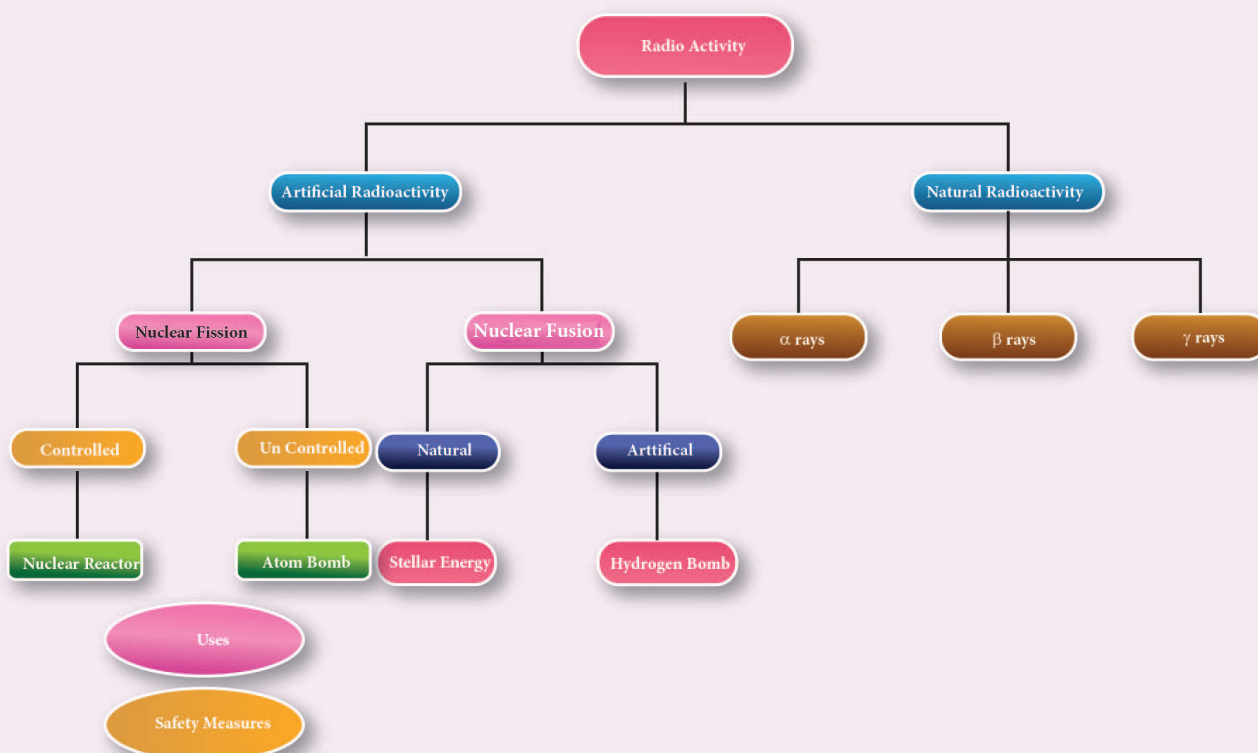 Radio Activity
Artificial Radioactivity
Natural Radioactivity
Nuclear Fission
Nuclear Fusion
α rays
β rays
γ rays
Controlled
Un Controlled
Natural
Arttifical
Nuclear Reactor
Atom Bomb
Stellar Energy
Hydrogen Bomb
Uses
Safety Measures